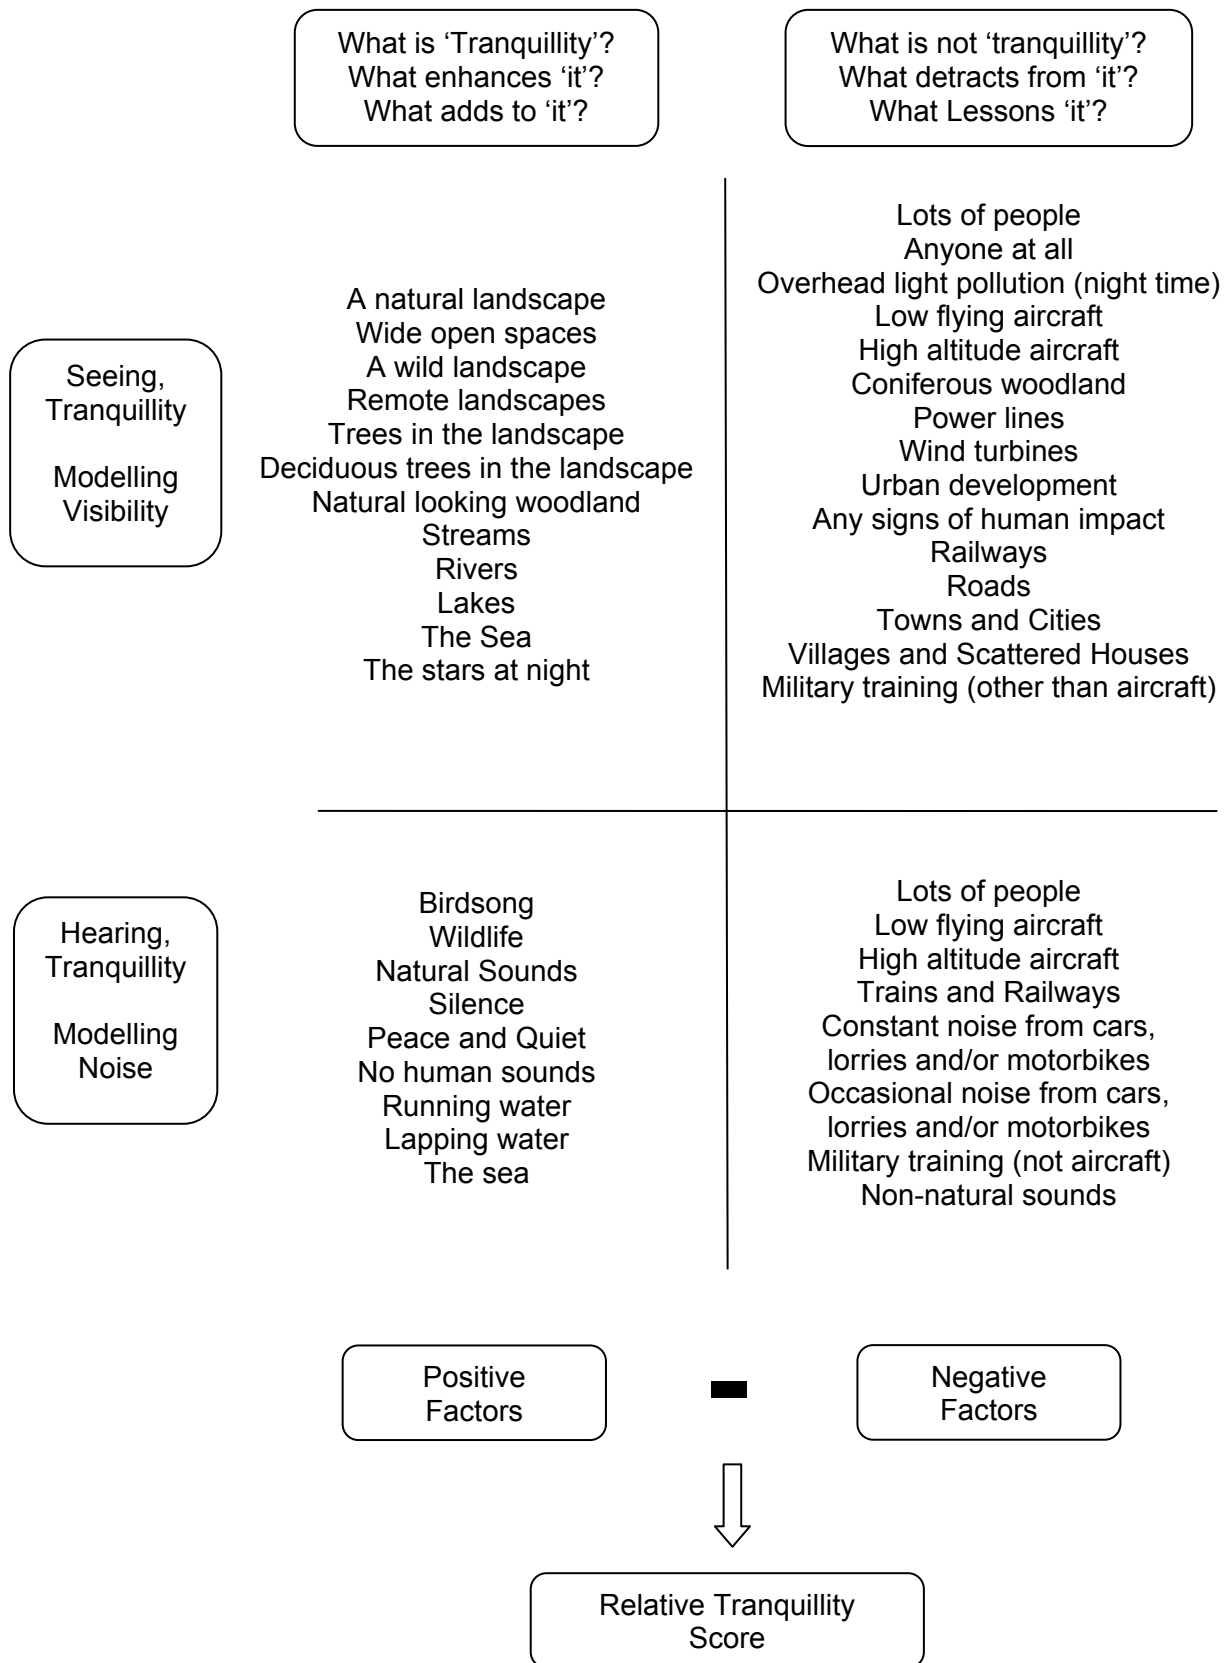 What is ‘Tranquillity’?
What enhances ‘it’?
What adds to ‘it’?
What is not ‘tranquillity’?
What detracts from ‘it’?
What Lessons ‘it’?
Seeing,
Tranquillity
Modelling
Visibility
A natural landscape
Wide open spaces
A wild landscape
Remote landscapes
Trees in the landscape
Deciduous trees in the landscape
Natural looking woodland
Streams
Rivers
Lakes
The Sea
The stars at night
Lots of people
Anyone at all
Overhead light pollution (night time)
Low flying aircraft
High altitude aircraft
Coniferous woodland
Power lines
Wind turbines
Urban development
Any signs of human impact
Railways
Roads
Towns and Cities
Villages and Scattered Houses
Military training (other than aircraft)
Hearing,
Tranquillity
Modelling
Noise
Birdsong
Wildlife
Natural Sounds
Silence
Peace and Quiet
No human sounds
Running water
Lapping water
The sea
Lots of people
Low flying aircraft
High altitude aircraft
Trains and Railways
Constant noise from cars,
lorries and/or motorbikes
Occasional noise from cars,
lorries and/or motorbikes
Military training (not aircraft)
Non-natural sounds
Positive
Factors
Negative
Factors
Relative Tranquillity
Score